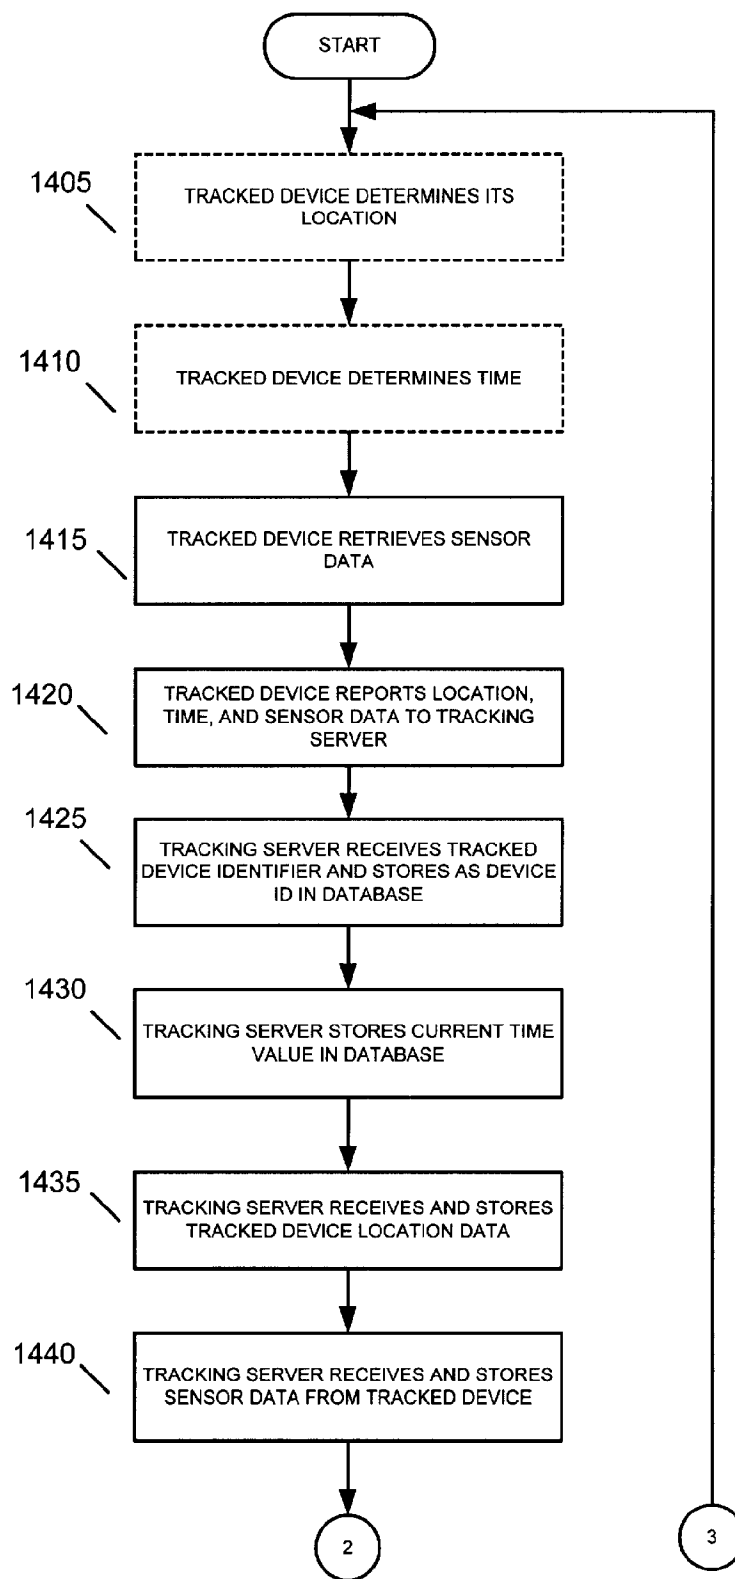 START
1405
TRACKED DEVICE DETERMINES ITS
LOCATION
1410
TRACKED DEVICE DETERMINES TIME
1415
TRACKED DEVICE RETRIEVES SENSOR
DATA
1420
TRACKED DEVICE REPORTS LOCATION,
TIME, AND SENSOR DATA TO TRACKING
SERVER
1425
TRACKING SERVER RECEIVES TRACKED
DEVICE IDENTIFIER AND STORES AS DEVICE
ID IN DATABASE
1430
TRACKING SERVER STORES CURRENT TIME
VALUE IN DATABASE
1435
TRACKING SERVER RECEIVES AND STORES
TRACKED DEVICE LOCATION DATA
1440
TRACKING SERVER RECEIVES AND STORES
SENSOR DATA FROM TRACKED DEVICE
2
3